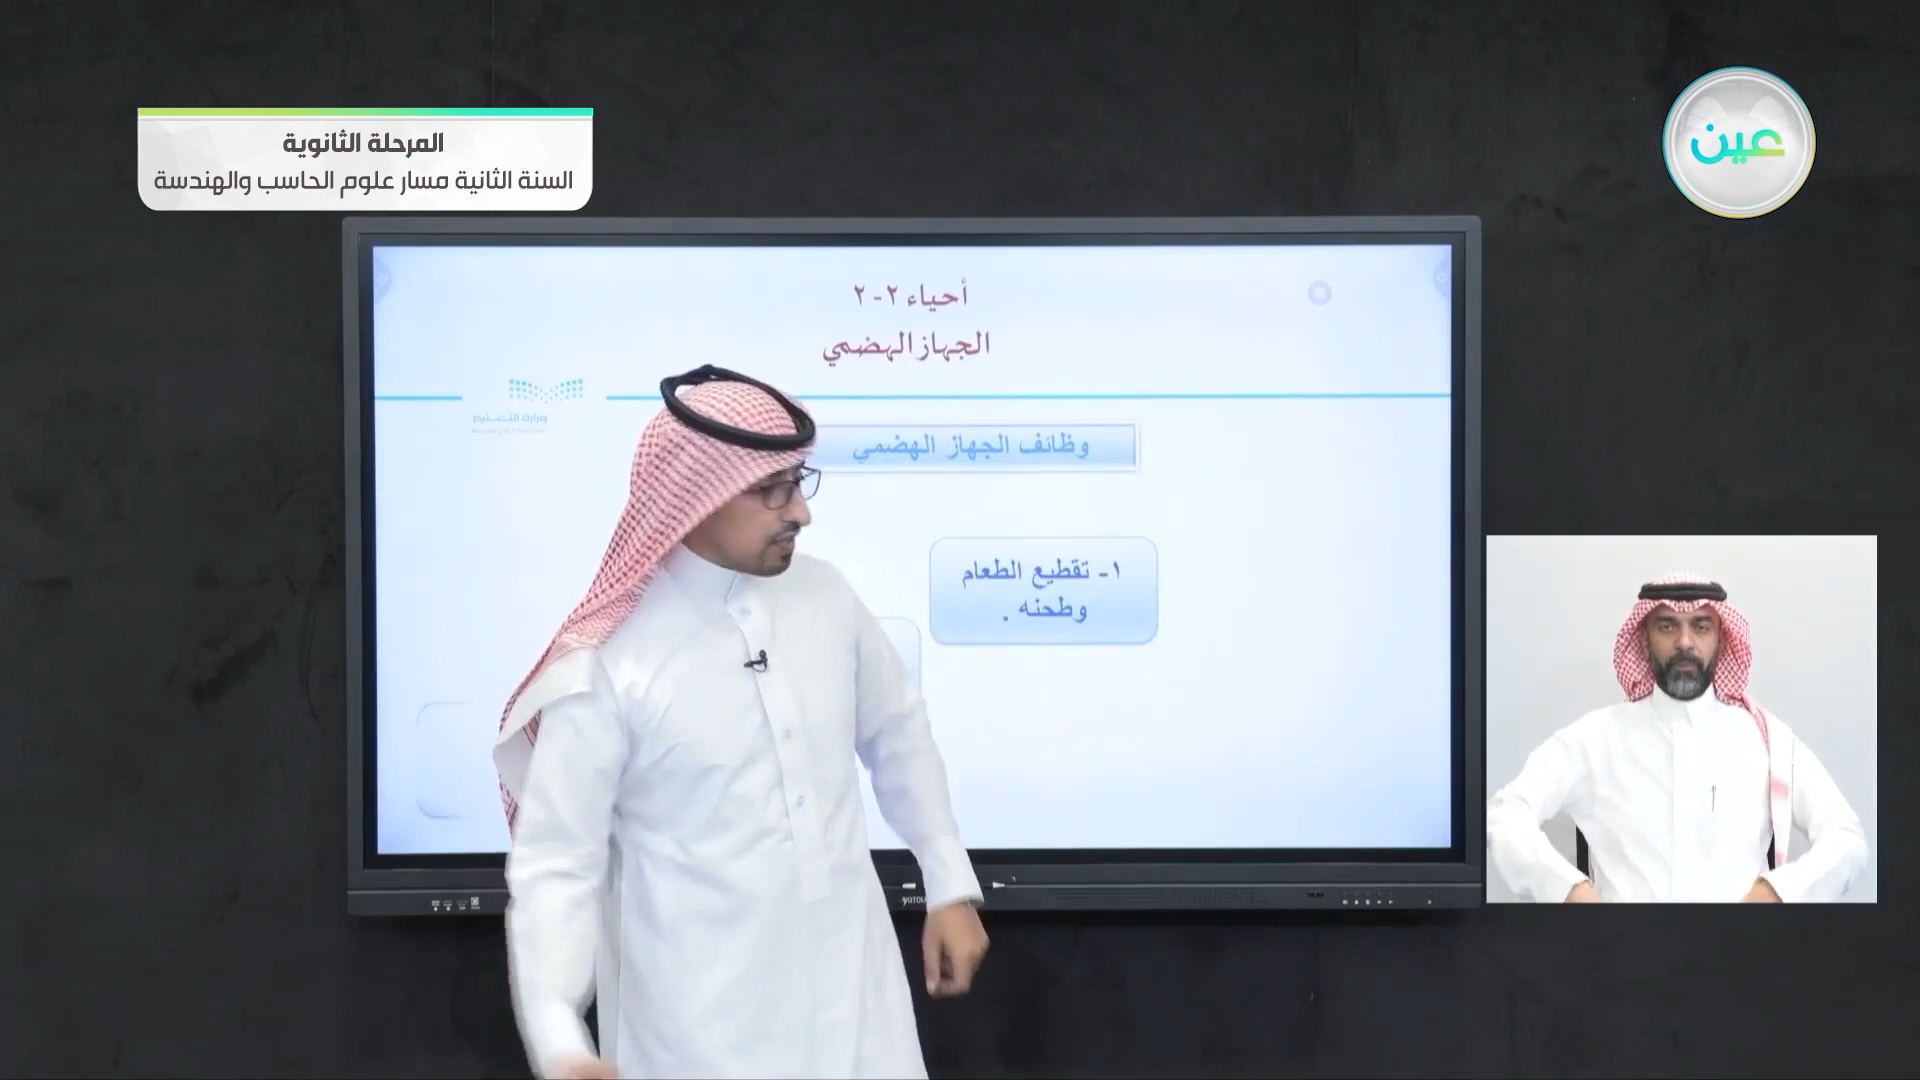 المرحلة الثانوية
السنة الثانية مسار علوم الحاسب والهندسة
عين
أحياء ٢-٢
الجهاز الهضمي
وزارة التعليم
وظائف الجهاز الهضمي
١- تقطيع الطعام
وطحنه .